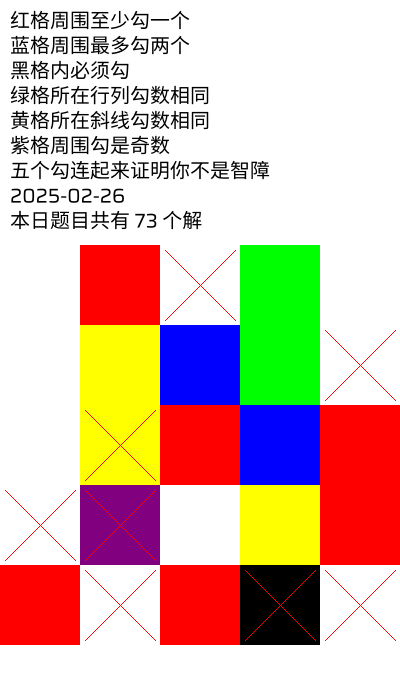 红格周围至少勾一个
蓝格周围最多勾两个
黑格内必须勾
绿格所在行列勾数相同
黄格所在斜线勾数相同
紫格周围勾是奇数
五个勾连起来证明你不是智障
2025-02-26
本日题目共有 73 个解